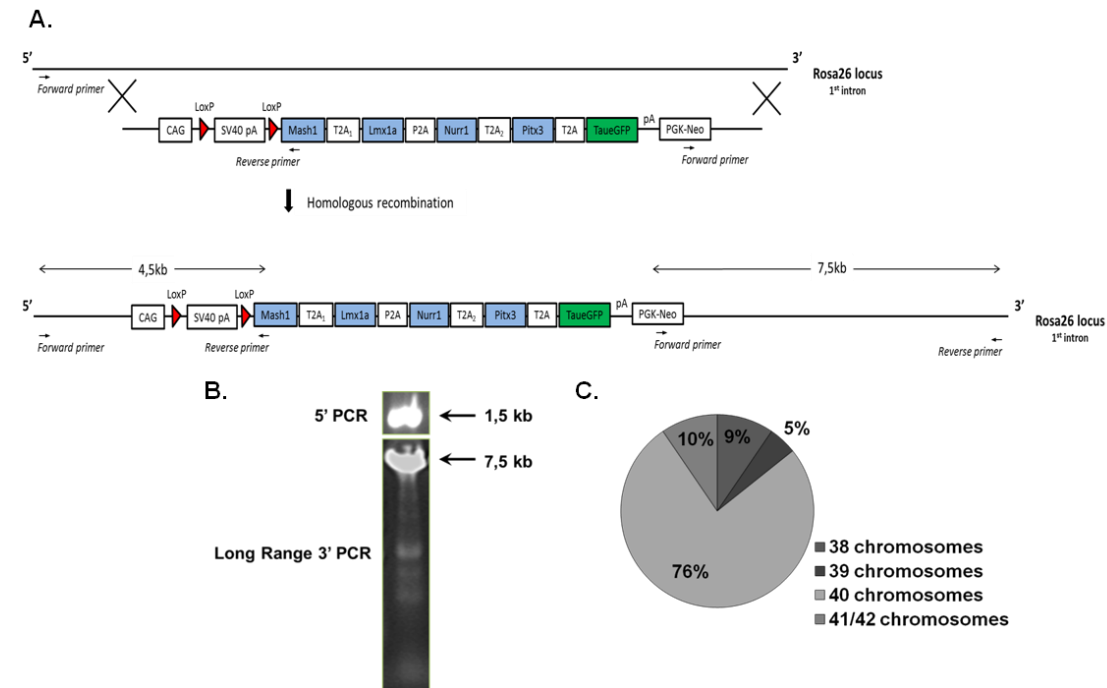 A.
5’
3’
Forward primer
Rosa26 locus
1st intron
LoxP
LoxP
CAG
SV40 pA
Mash1
T2A1
Lmx1a
P2A
Nurr1
T2A2
Pitx3
T2A
TaueGFP
pA
PGK-Neo
Reverse primer
Forward primer
Homologous recombination
4,5kb
7,5kb
5’
LoxP
LoxP
pA
3’
CAG
SV40 pA
Mash1
T2A1
Lmx1a
P2A
Nurr1
T2A2
Pitx3
T2A
TaueGFP
PGK-Neo
Rosa26 locus
1st intron
Forward primer
Reverse primer
Forward primer
Reverse primer
B.
5’ PCR
1,5 kb
7,5 kb
Long Range 3’ PCR
C.
10%
9%
5%
76%
38 chromosomes
39 chromosomes
40 chromosomes
41/42 chromosomes